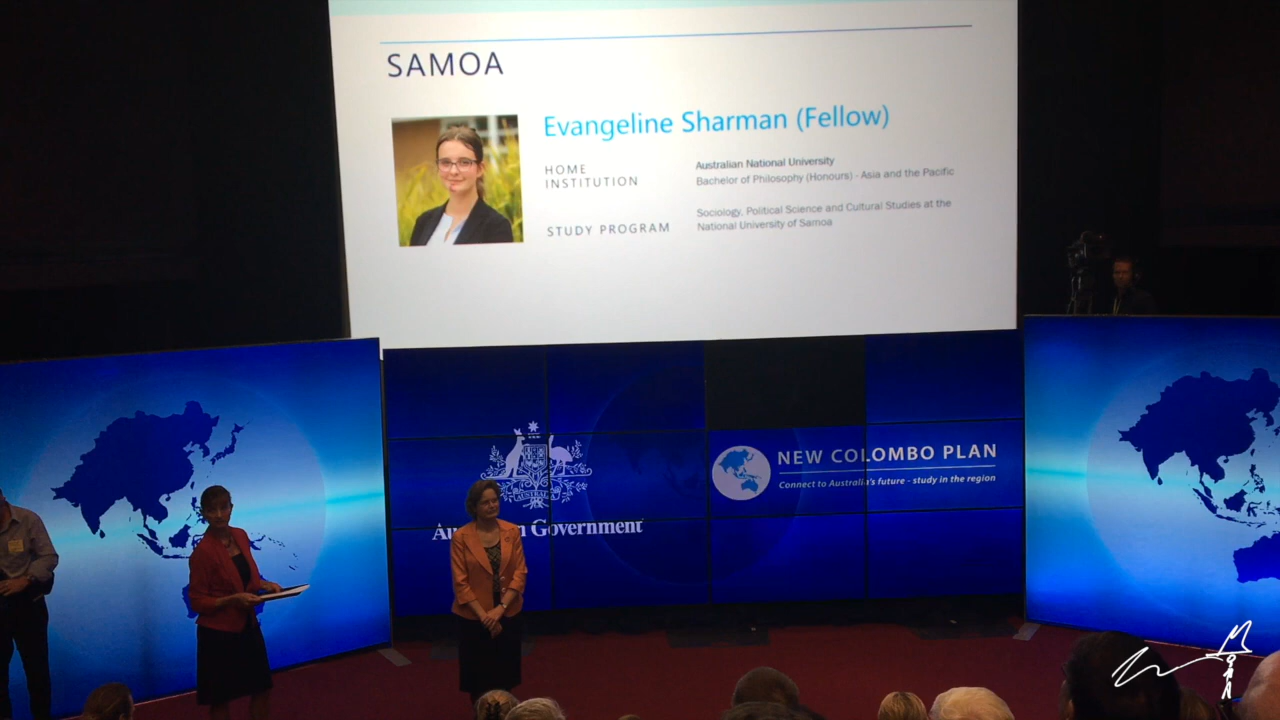 SAMOA
Evangeline Sharman (Fellow)
HOME
INSTITUTION
Australian National University
Bachelor of Philosophy (Honours) - Asia and the Pacific
STUDY PROGRAM
Sociology, Political Science and Cultural Studies at the
National University of Samoa
AUSTRALIA
Government
NEW COLOMBO PLAN
Connect to Australia's future - study in the region